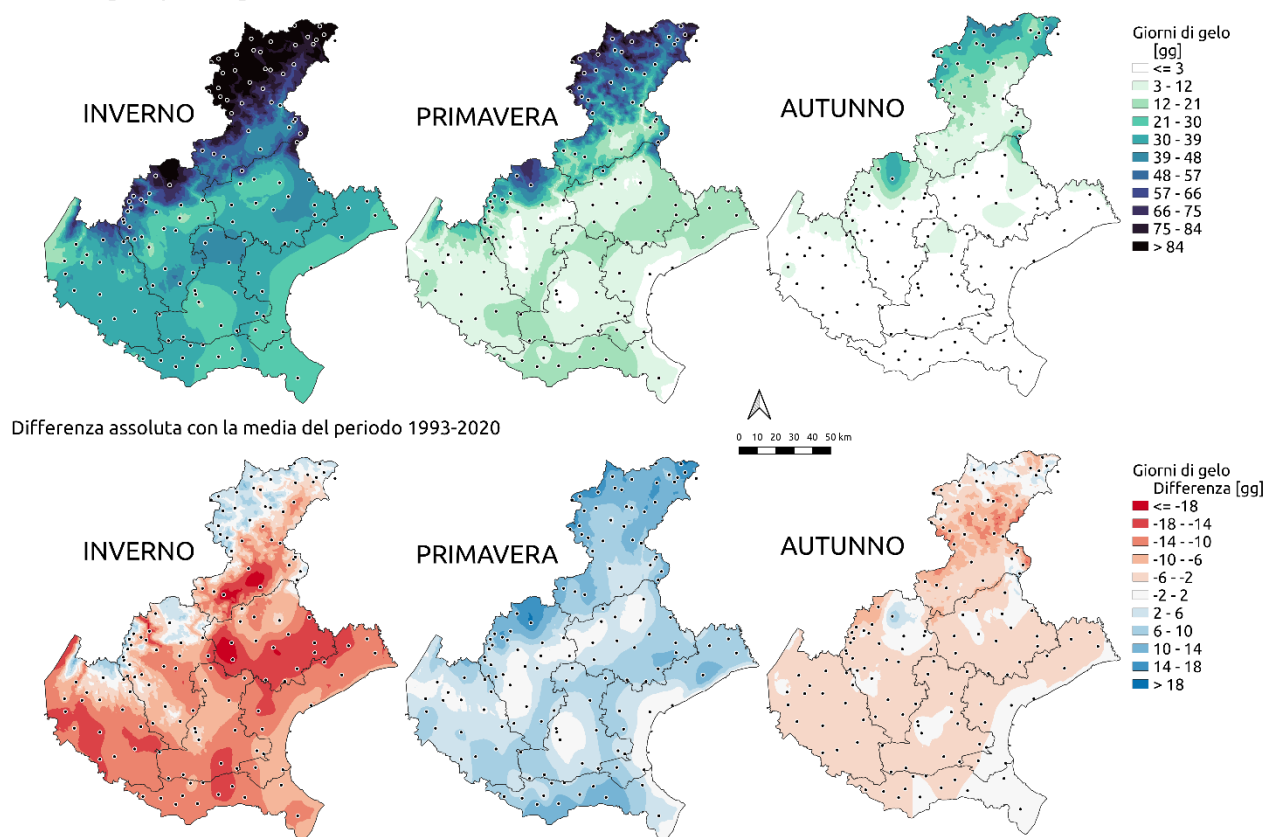 INVERNO
PRIMAVERA
AUTUNNO
Giorni di gelo
[gg]
<= 3
3 - 12
12 - 21
21 - 30
30 - 39
39 - 48
48 - 57
57 - 66
66 - 75
75 - 84
> 84
Differenza assoluta con la media del periodo 1993-2020
0 10 20 30 40 50 km
INVERNO
PRIMAVERA
AUTUNNO
Giorni di gelo
Differenza [gg]
<= -18
-18 - -14
-14 - -10
-10 - -6
-6 - -2
-2 - 2
2 - 6
6 - 10
10 - 14
14 - 18
> 18